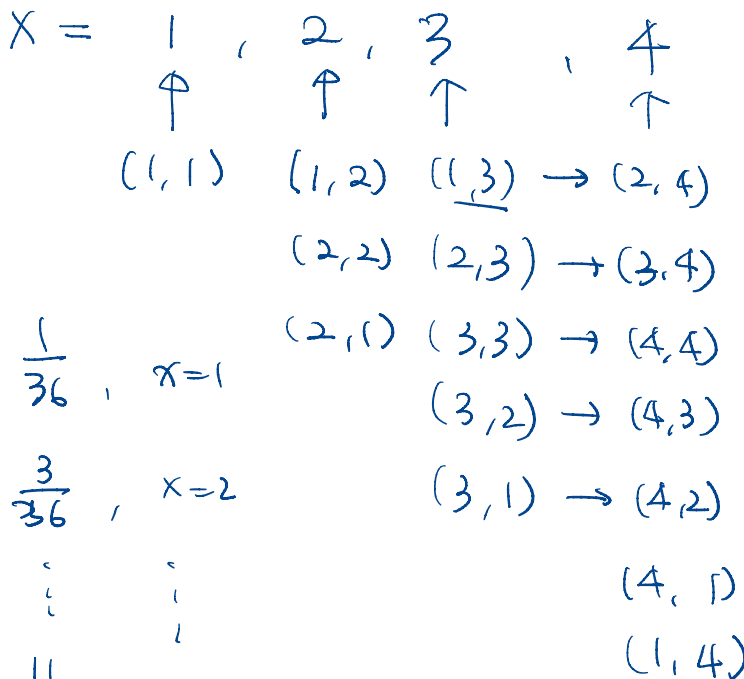 X = 1, 2, 3, 4
↑ ↑ ↑ ↑
(1,1) (1,2) (1,3) → (2,4)
(2,2) (2,3) → (3,4)
(2,1) (3,3) → (4,4)
1/36, x=1
(3,2) → (4,3)
3/36, x=2
(3,1) → (4,2)
⋮ ⋮
(4,1)
11
(1,4)